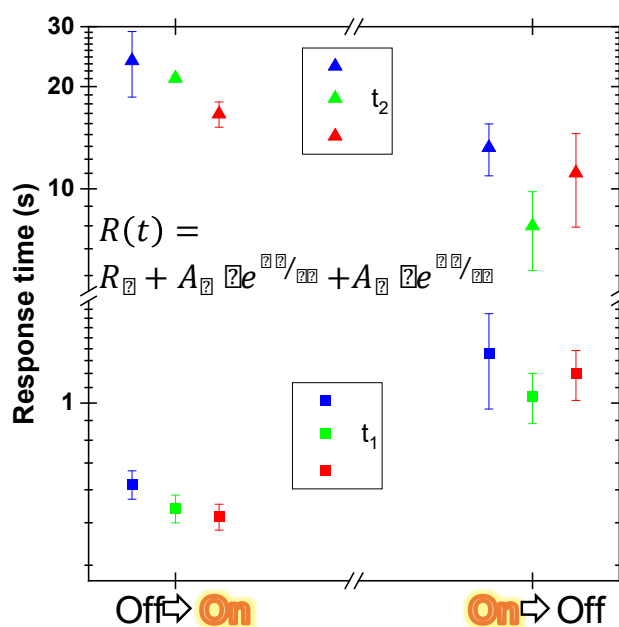 30
20
10
1
Response time (s)
t₂
R(t) =
R⍰ + A⍰ ⍰e^⍰⍰/⍰⍰ +A⍰ ⍰e^⍰⍰/⍰⍰
t₁
Off⇨On
On⇨Off